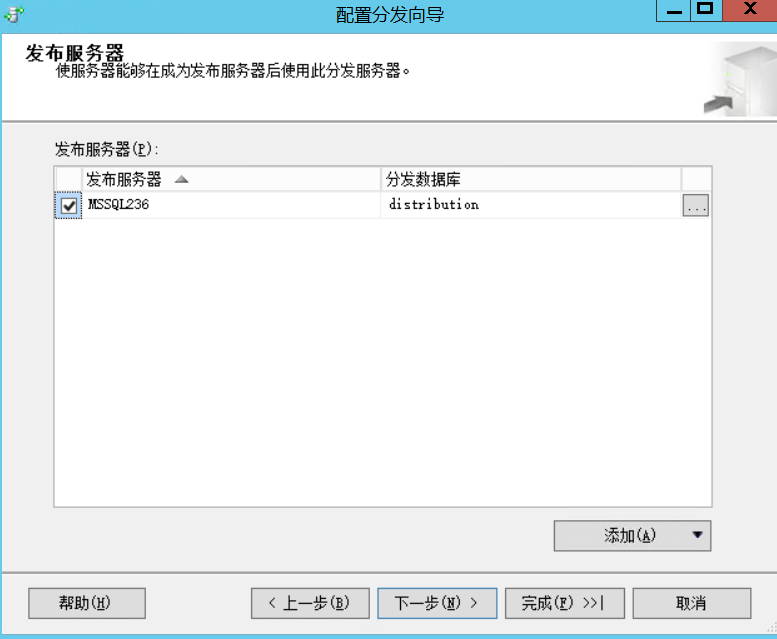 配置分发向导
发布服务器
使服务器能够在成为发布服务器后使用此分发服务器。
发布服务器(P):
发布服务器 分发数据库
MSSQL236 distribution ...
添加(A)
帮助(H) < 上一步(B) 下一步(N) > 完成(F) >>| 取消